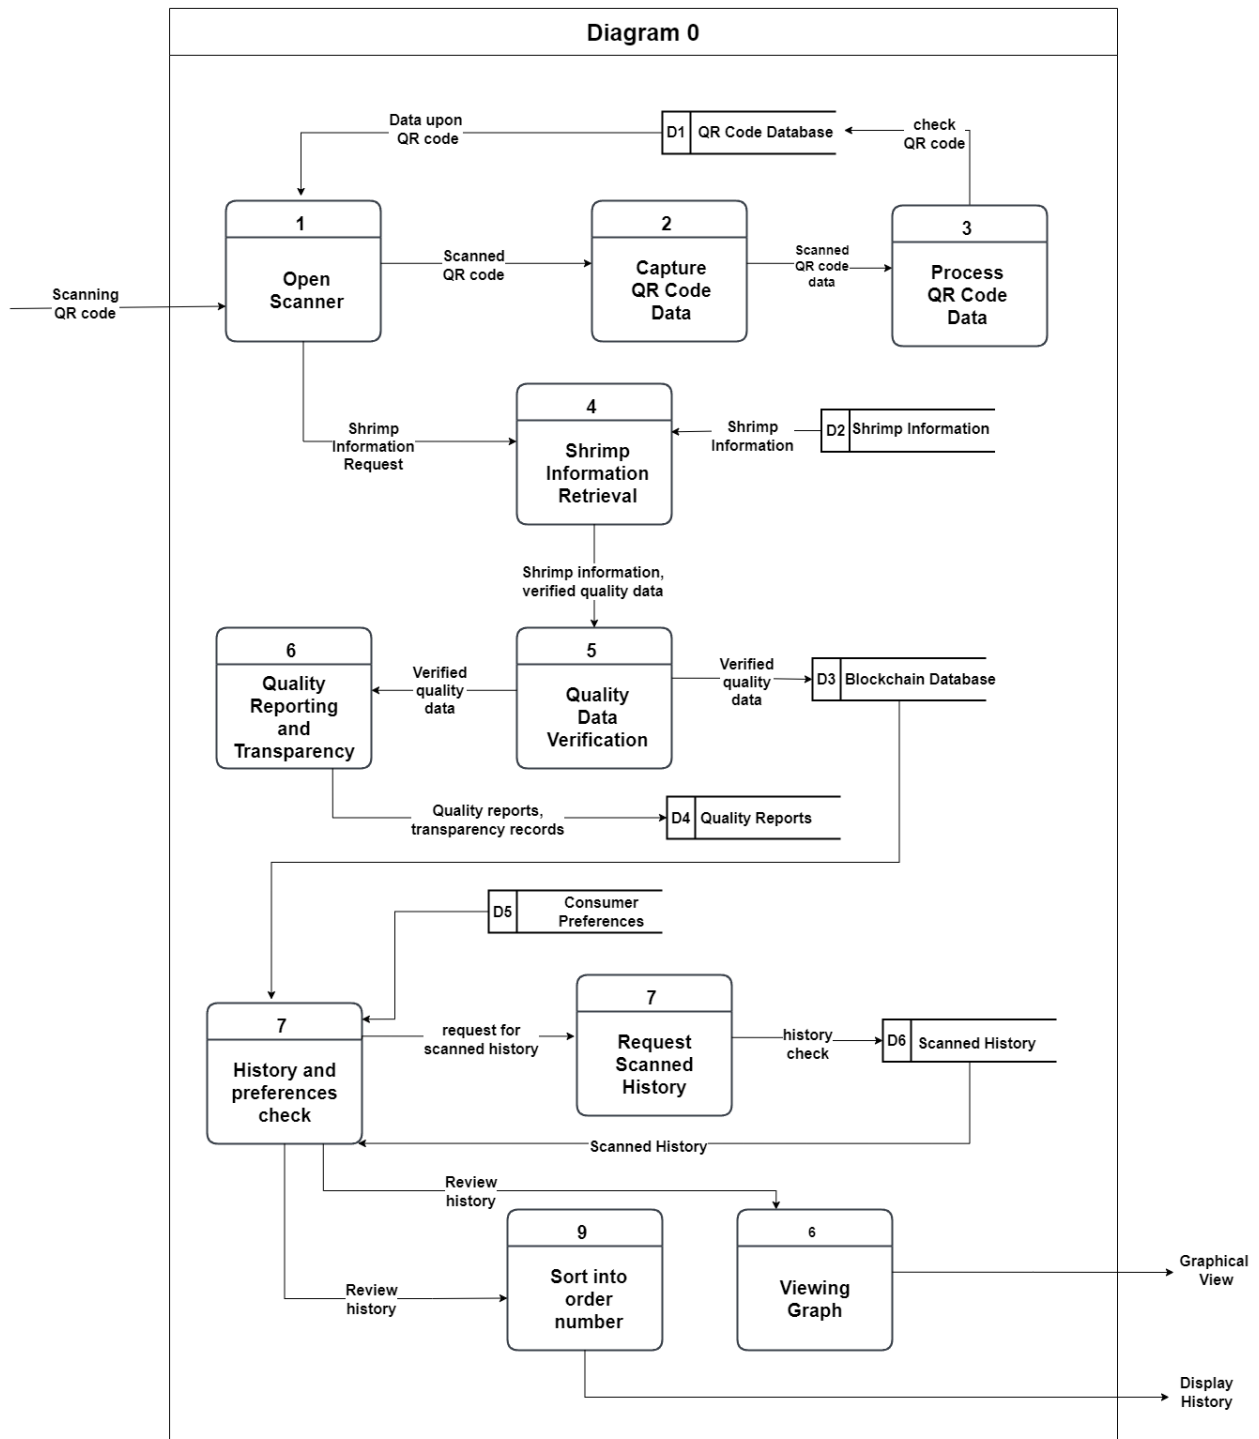 Diagram 0
Data upon
QR code
D1
QR Code Database
check
QR code
1
Open
Scanner
Scanned
QR code
2
Capture
QR Code
Data
Scanned
QR code
data
3
Process
QR Code
Data
Scanning
QR code
Shrimp
Information
Request
4
Shrimp
Information
Retrieval
Shrimp
Information
D2
Shrimp Information
Shrimp information,
verified quality data
6
Quality
Reporting
and
Transparency
Verified
quality
data
5
Quality
Data
Verification
Verified
quality
data
D3
Blockchain Database
Quality reports,
transparency records
D4
Quality Reports
D5
Consumer
Preferences
7
History and
preferences
check
request for
scanned history
7
Request
Scanned
History
history
check
D6
Scanned History
Scanned History
Review
history
Review
history
9
Sort into
order
number
6
Viewing
Graph
Graphical
View
Display
History